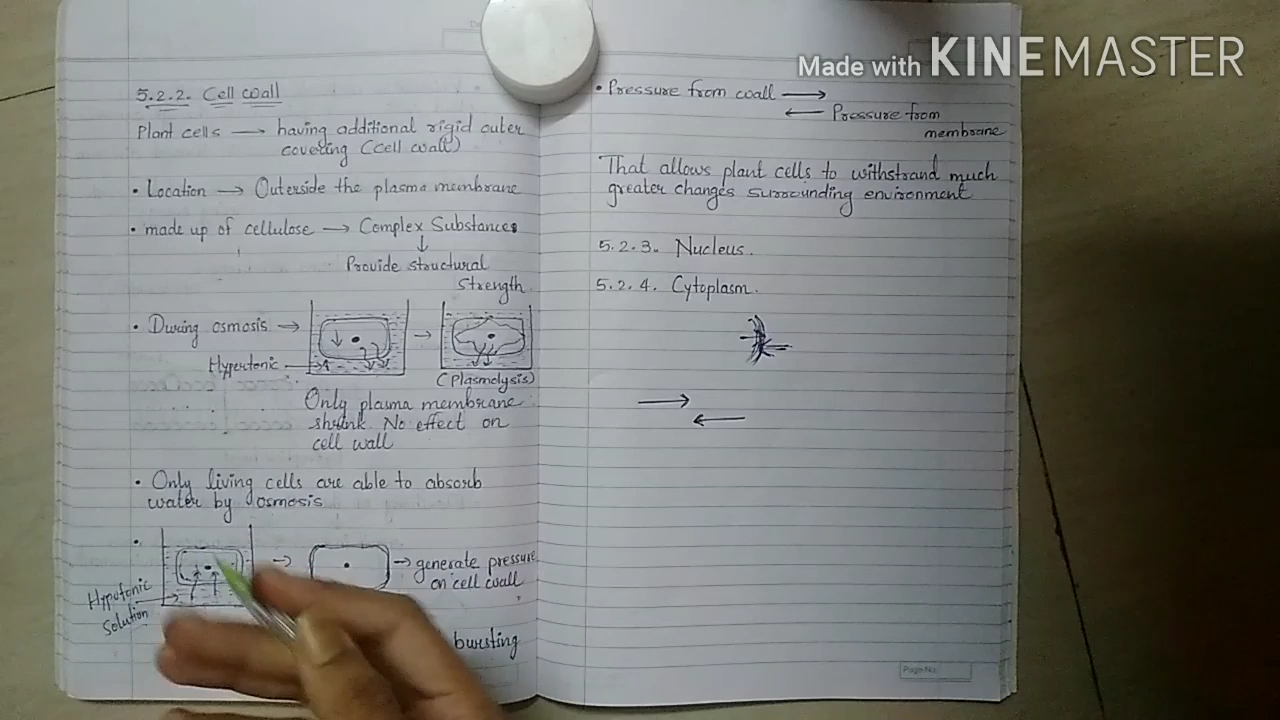 5.2.2. Cell wall
Plant cells → having additional rigid outer
covering (cell wall)
• Location → Outerside the plasma membrane
• made up of cellulose → Complex Substances
↓
Provide structural
Strength
• During osmosis → →
Hypertonic
(Plasmolysis)
Only plasma membrane
shrink. No effect on
cell wall
• Only living cells are able to absorb
water by osmosis
• → → generate pressure
on cell wall
Hypotonic
Solution
bursting
Made with KINEMASTER
• Pressure from wall →
← Pressure from
membrane
That allows plant cells to withstrand much
greater changes surrounding environment
5.2.3. Nucleus.
5.2.4. Cytoplasm.
→
←
Page No.